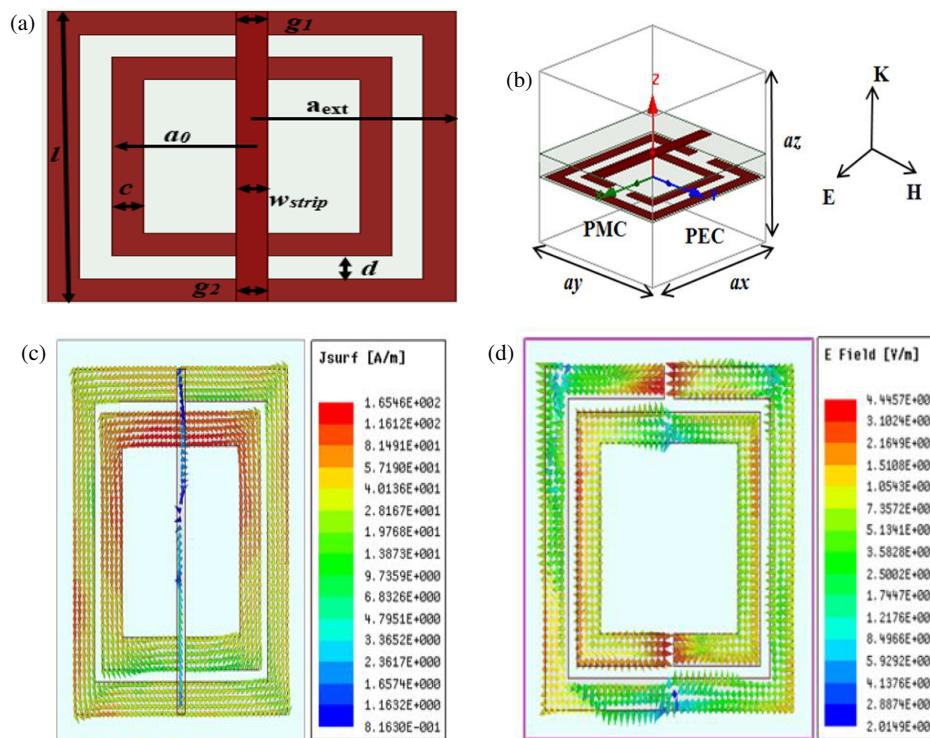 (a)
g1
aext
a0
l
c
wstrip
d
g2
(b)
Z
az
PMC
PEC
ay
ax
K
E
H
(c)
Jsurf [A/m]
1.6546E+002
1.1612E+002
8.1491E+001
5.7190E+001
4.0136E+001
2.8167E+001
1.9768E+001
1.3873E+001
9.7359E+000
6.8326E+000
4.7951E+000
3.3652E+000
2.3617E+000
1.6574E+000
1.1632E+000
8.1630E-001
(d)
E Field [V/m]
4.4457E+00
3.1024E+00
2.1649E+00
1.5108E+00
1.0543E+00
7.3572E+00
5.1341E+00
3.5828E+00
2.5002E+00
1.7447E+00
1.2176E+00
8.4966E+00
5.9292E+00
4.1376E+00
2.8874E+00
2.0149E+00